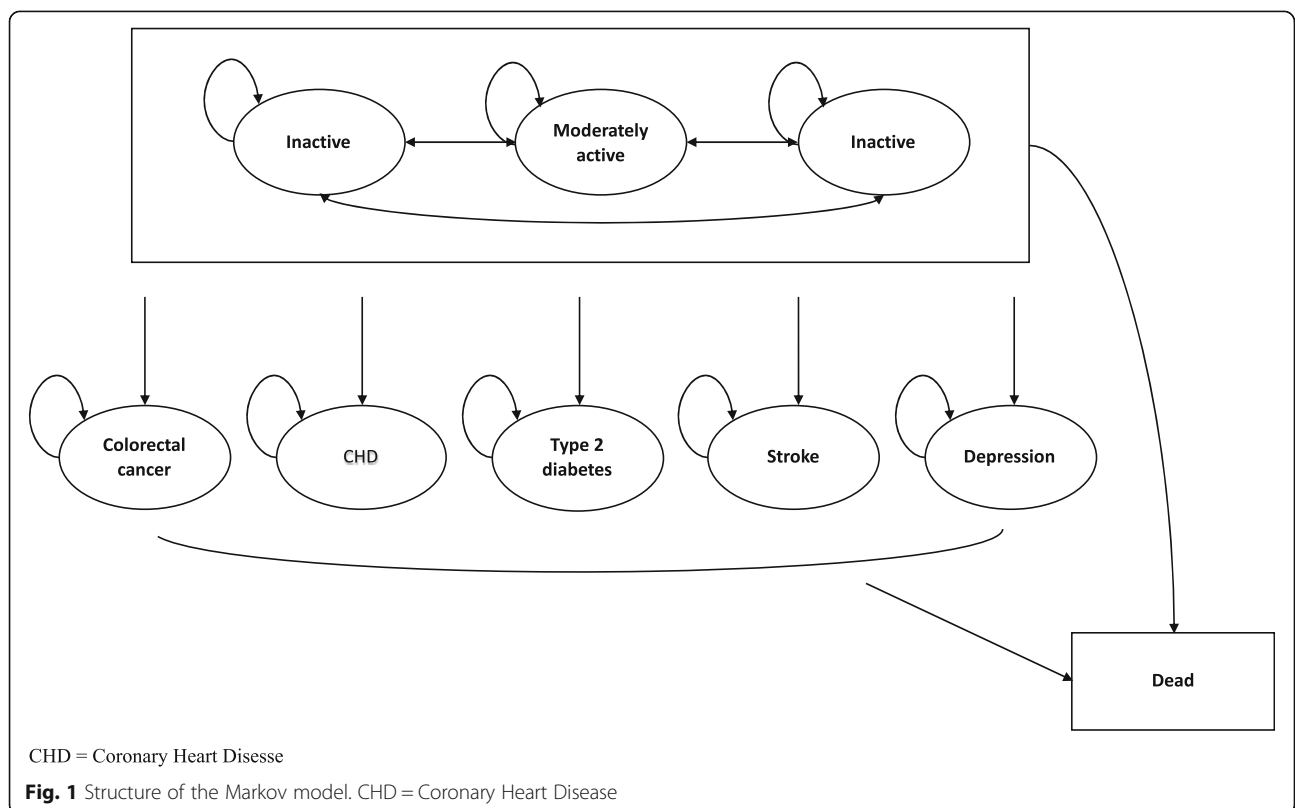 Inactive
Moderately
active
Inactive
Colorectal
cancer
CHD
Type 2
diabetes
Stroke
Depression
Dead
CHD = Coronary Heart Disesse
Fig. 1 Structure of the Markov model. CHD = Coronary Heart Disease